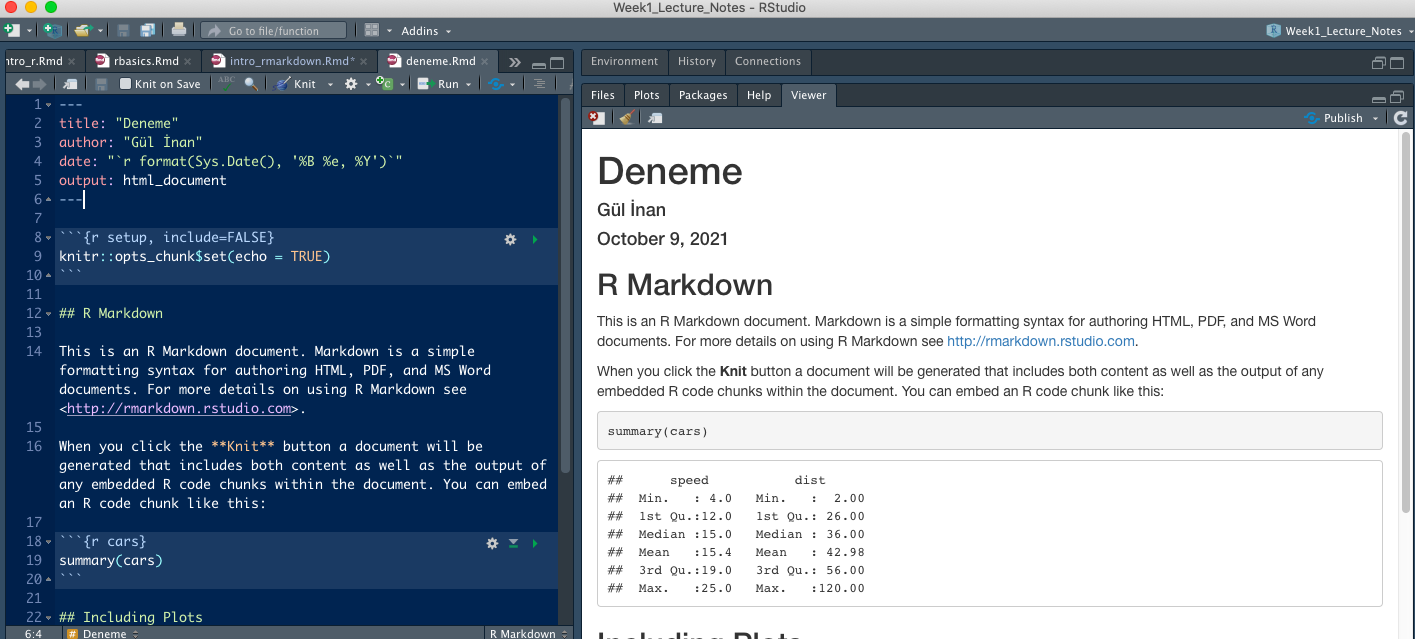 Week1_Lecture_Notes - RStudio
Go to file/function
Addins
Week1_Lecture_Notes
ntro_r.Rmd
rbasics.Rmd
intro_rmarkdown.Rmd*
deneme.Rmd
Knit on Save
ABC
Knit
Run
1 ---
2 title: "Deneme"
3 author: "Gül İnan"
4 date: "`r format(Sys.Date(), '%B %e, %Y')`"
5 output: html_document
6 ---
7
8 ```{r setup, include=FALSE}
9 knitr::opts_chunk$set(echo = TRUE)
10 ```
11
12 ## R Markdown
13
14 This is an R Markdown document. Markdown is a simple
formatting syntax for authoring HTML, PDF, and MS Word
documents. For more details on using R Markdown see
<http://rmarkdown.rstudio.com>.
15
16 When you click the **Knit** button a document will be
generated that includes both content as well as the output of
any embedded R code chunks within the document. You can embed
an R code chunk like this:
17
18 ```{r cars}
19 summary(cars)
20 ```
21
22 ## Including Plots
6:4
# Deneme
R Markdown
Environment
History
Connections
Files
Plots
Packages
Help
Viewer
Publish
Deneme
Gül İnan
October 9, 2021
R Markdown
This is an R Markdown document. Markdown is a simple formatting syntax for authoring HTML, PDF, and MS Word
documents. For more details on using R Markdown see http://rmarkdown.rstudio.com.
When you click the Knit button a document will be generated that includes both content as well as the output of any
embedded R code chunks within the document. You can embed an R code chunk like this:
summary(cars)
##      speed           dist
##  Min.   : 4.0   Min.   :  2.00
##  1st Qu.:12.0   1st Qu.: 26.00
##  Median :15.0   Median : 36.00
##  Mean   :15.4   Mean   : 42.98
##  3rd Qu.:19.0   3rd Qu.: 56.00
##  Max.   :25.0   Max.   :120.00
Including Plots